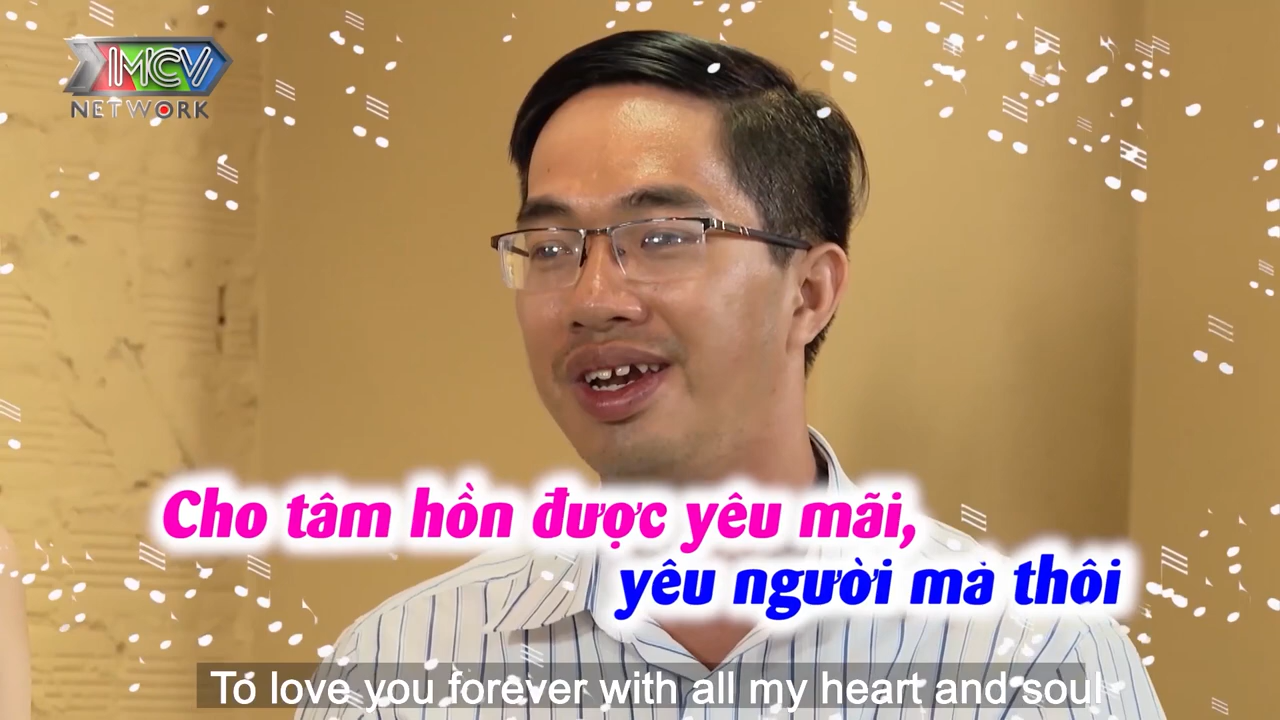 MCV
NETWORK
Cho tâm hồn được yêu mãi,
yêu người mà thôi
To love you forever with all my heart and soul